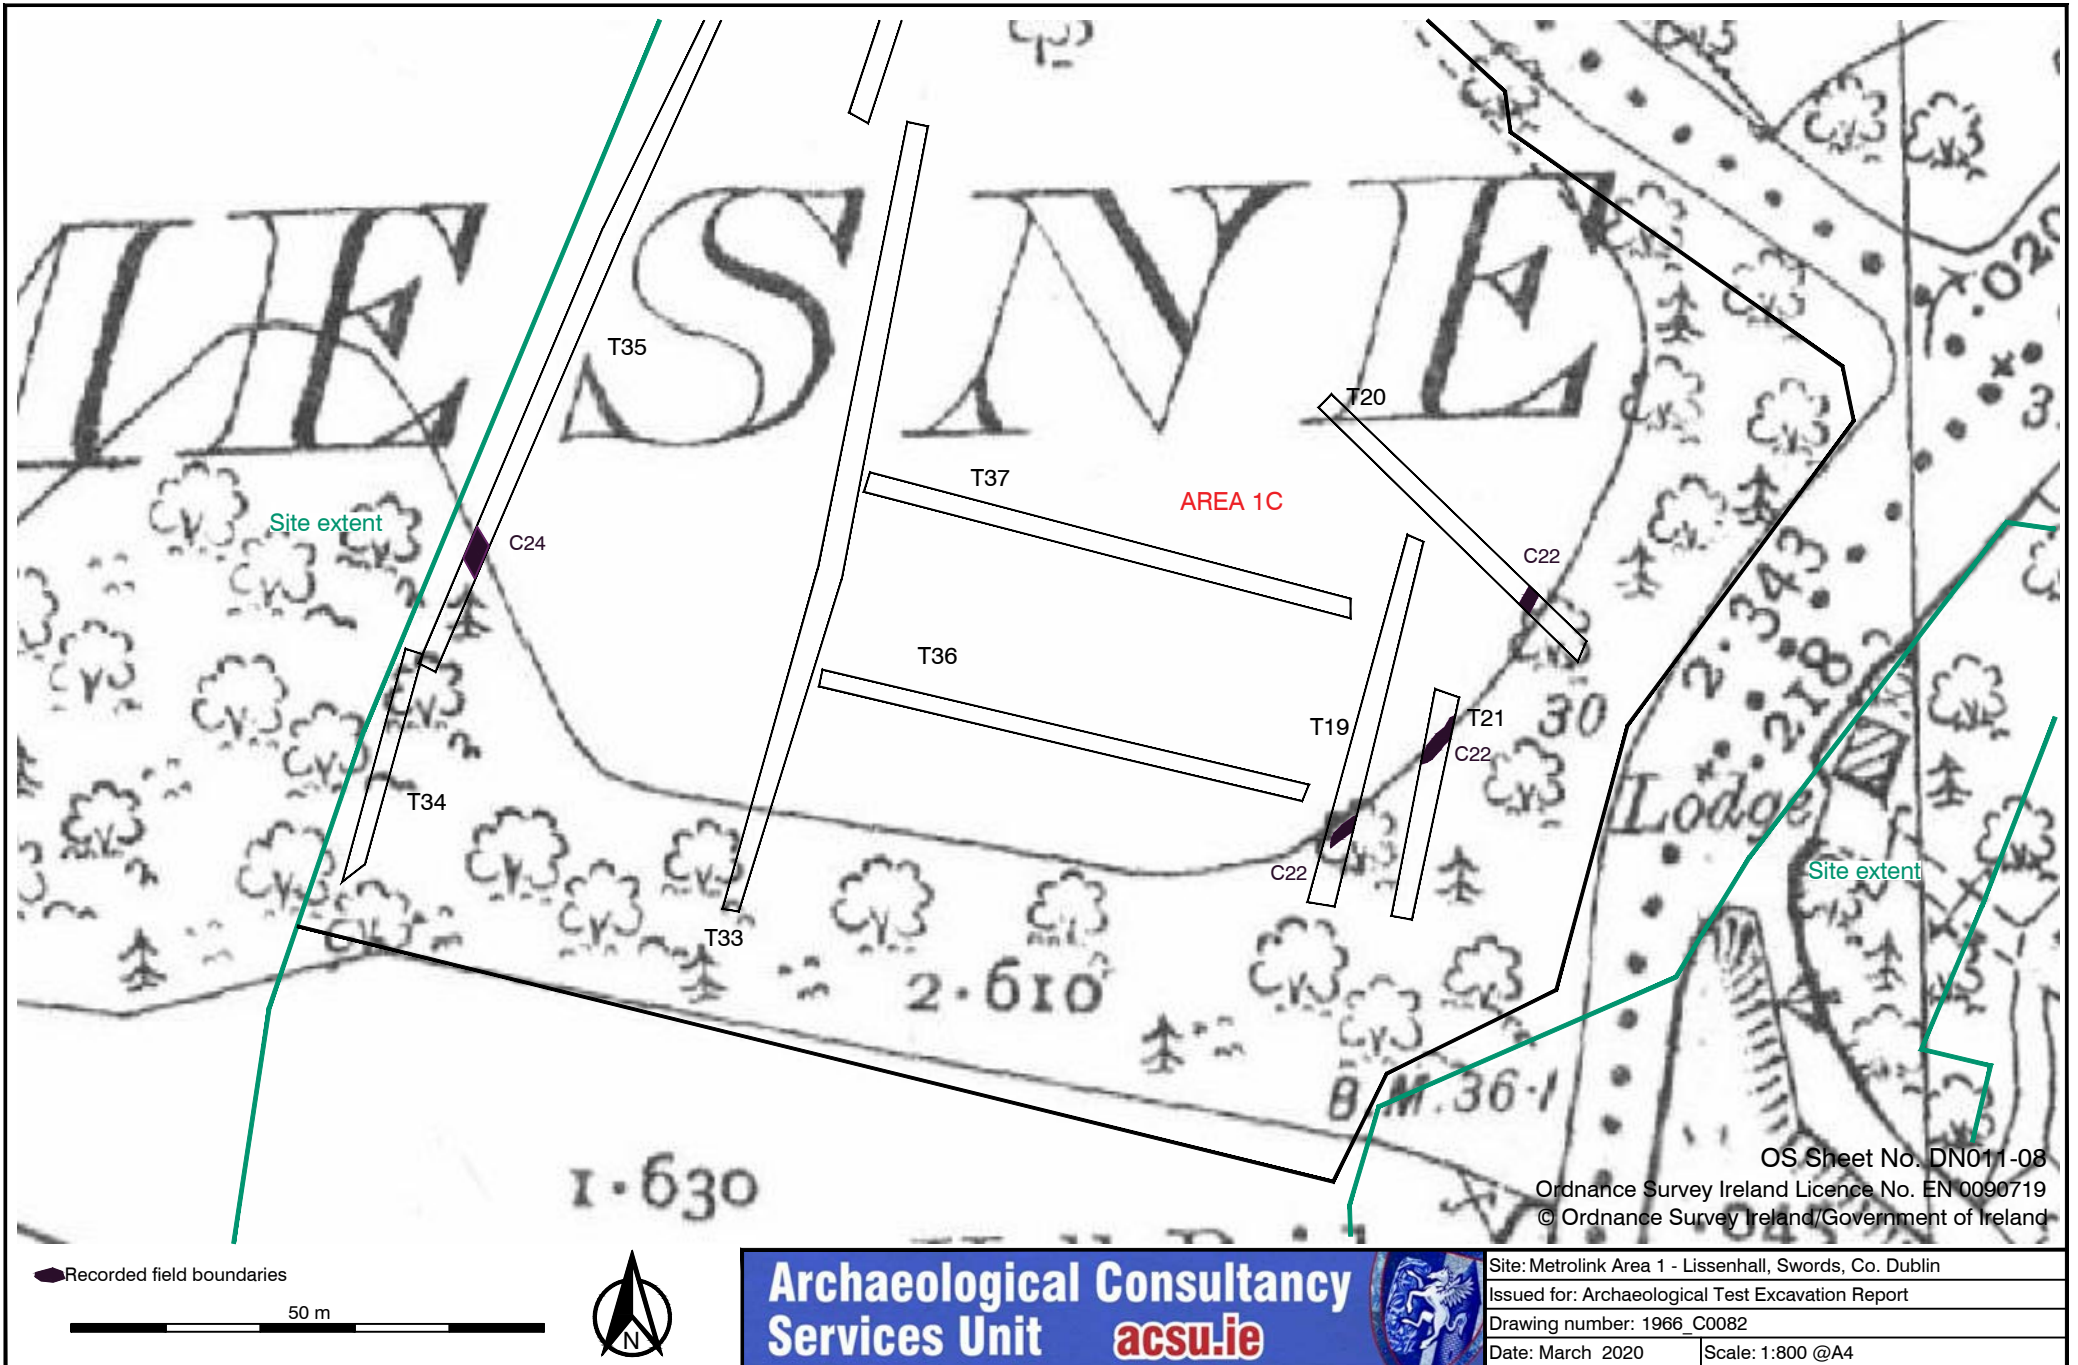 LESNE
T35
T20
T37
AREA 1C
Site extent
C24
C22
2.343
.218
T36
T19
T21
30
C22
Lodge
T34
C22
Site extent
T33
2.610
B.M.36.1
1.630
OS Sheet No. DN011-08
Ordnance Survey Ireland Licence No. EN 0090719
© Ordnance Survey Ireland/Government of Ireland
Recorded field boundaries
50 m
N
Archaeological Consultancy
Services Unit acsu.ie
Site: Metrolink Area 1 - Lissenhall, Swords, Co. Dublin
Issued for: Archaeological Test Excavation Report
Drawing number: 1966_C0082
Date: March 2020
Scale: 1:800 @A4